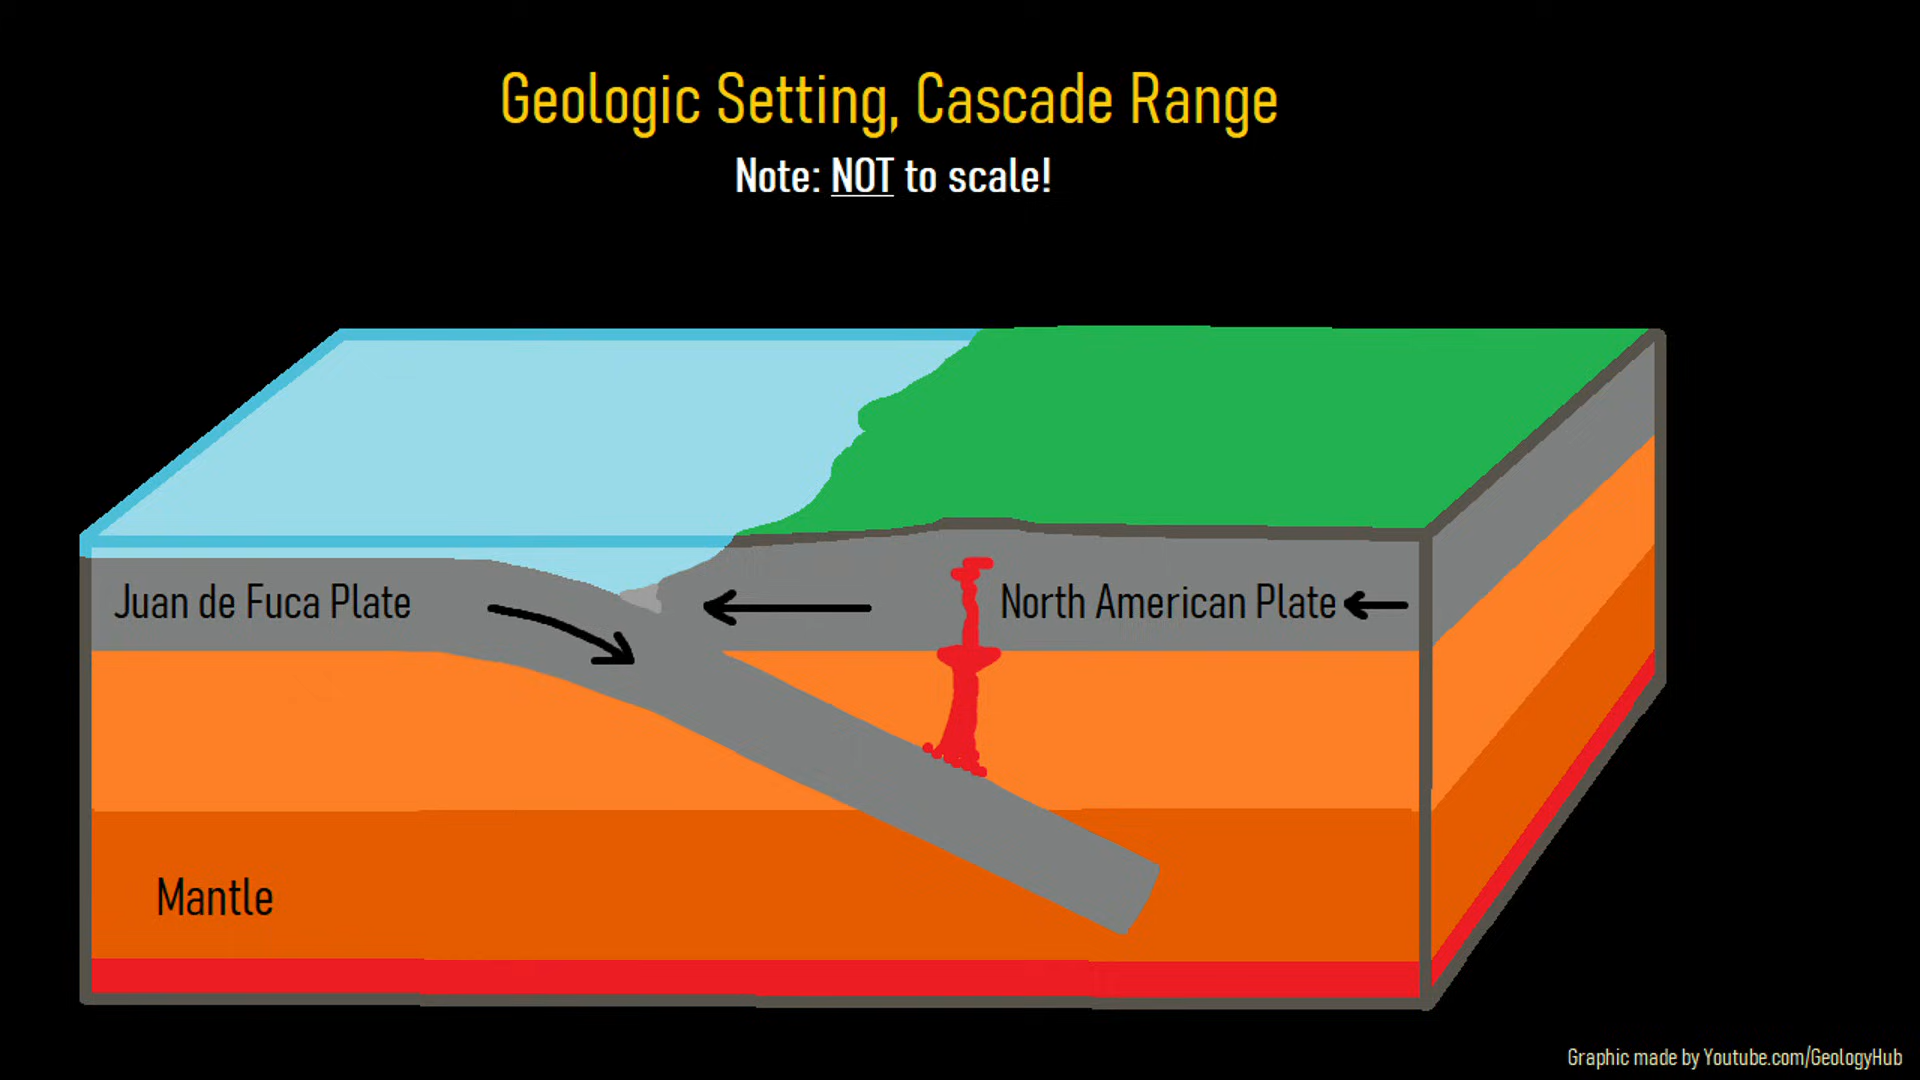 Geologic Setting, Cascade Range
Note: NOT to scale!
Juan de Fuca Plate
North American Plate
Mantle
Graphic made by Youtube.com/GeologyHub